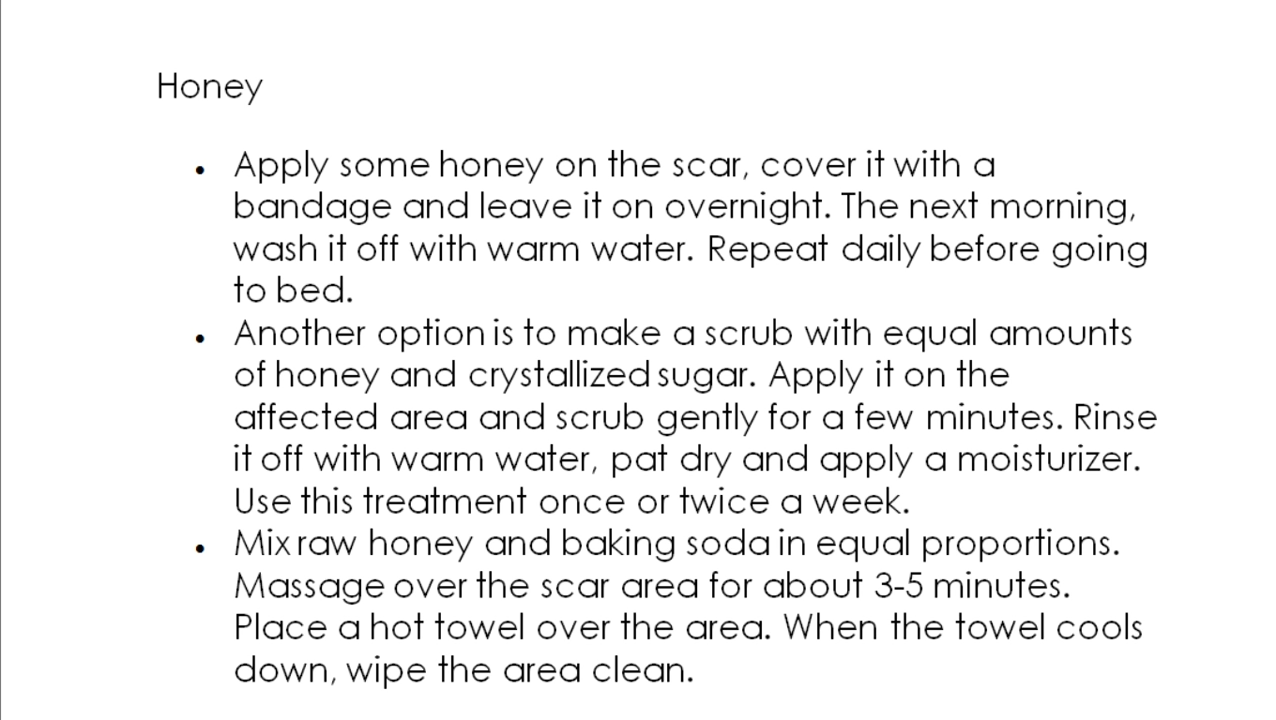 Honey
• Apply some honey on the scar, cover it with a
bandage and leave it on overnight. The next morning,
wash it off with warm water. Repeat daily before going
to bed.
• Another option is to make a scrub with equal amounts
of honey and crystallized sugar. Apply it on the
affected area and scrub gently for a few minutes. Rinse
it off with warm water, pat dry and apply a moisturizer.
Use this treatment once or twice a week.
• Mix raw honey and baking soda in equal proportions.
Massage over the scar area for about 3-5 minutes.
Place a hot towel over the area. When the towel cools
down, wipe the area clean.